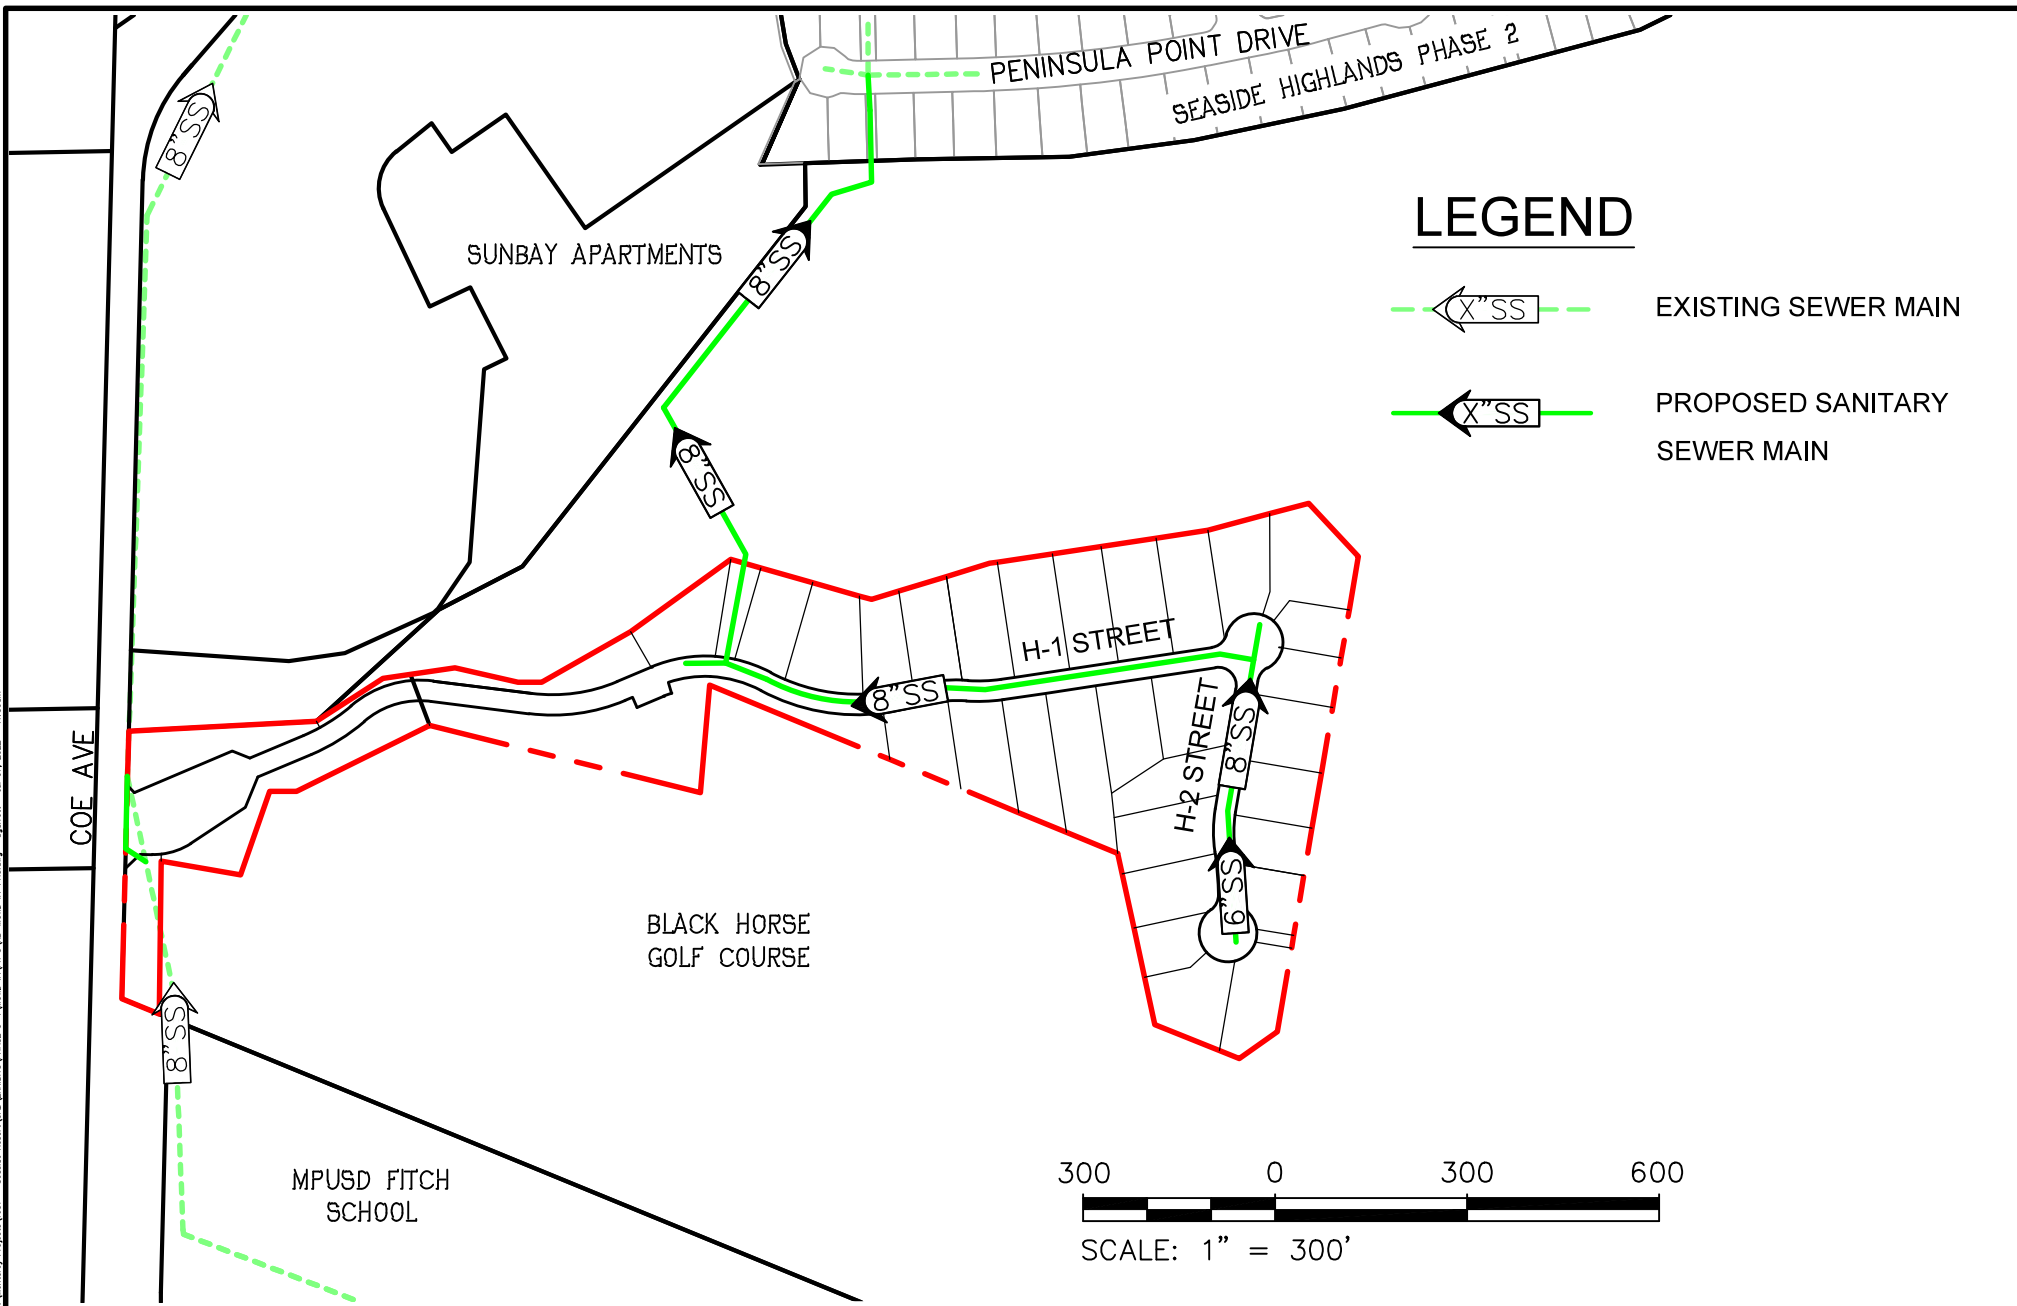 PENINSULA POINT DRIVE
SEASIDE HIGHLANDS PHASE 2
8"SS
SUNBAY APARTMENTS
8"SS
LEGEND
X"SS
EXISTING SEWER MAIN
X"SS
PROPOSED SANITARY
SEWER MAIN
8"SS
H-1 STREET
8"SS
H-2 STREET
8"SS
6"SS
COE AVE
BLACK HORSE
GOLF COURSE
8"SS
MPUSD FITCH
SCHOOL
300 0 300 600
SCALE: 1" = 300'